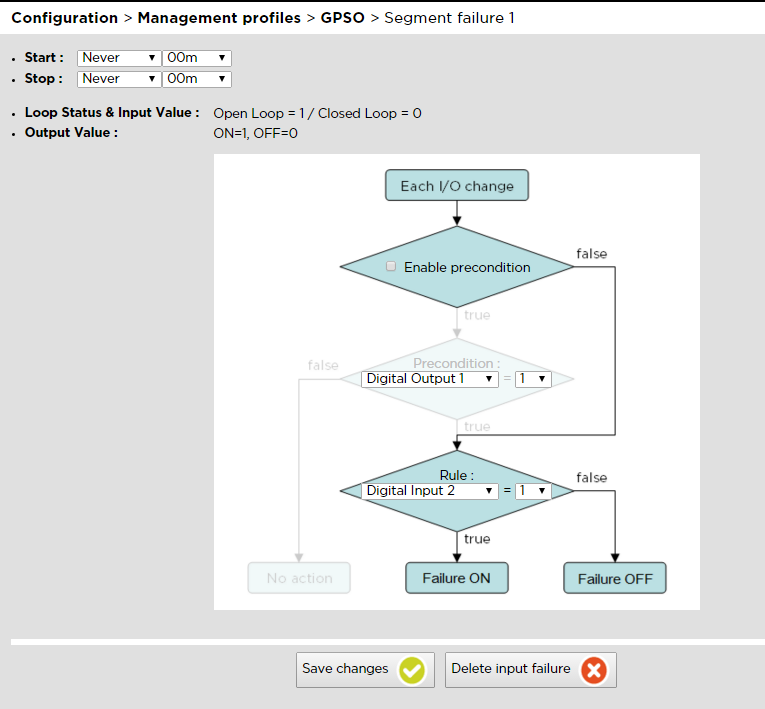 Configuration > Management profiles > GPSO > Segment failure 1
• Start : Never 00m
• Stop : Never 00m
• Loop Status & Input Value : Open Loop = 1 / Closed Loop = 0
• Output Value : ON=1, OFF=0
Each I/O change
false
Enable precondition
true
false
Precondition :
Digital Output 1 = 1
true
Rule :
false
Digital Input 2 = 1
true
No action
Failure ON
Failure OFF
Save changes
Delete input failure